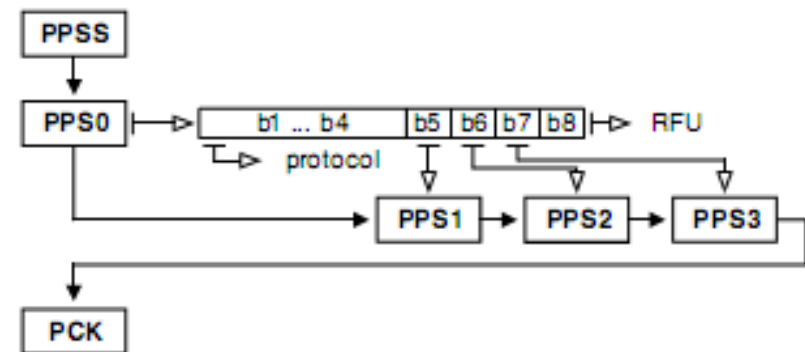 PPSS
PPS0 b1 ... b4 b5 b6 b7 b8 RFU
protocol
PPS1 PPS2 PPS3
PCK